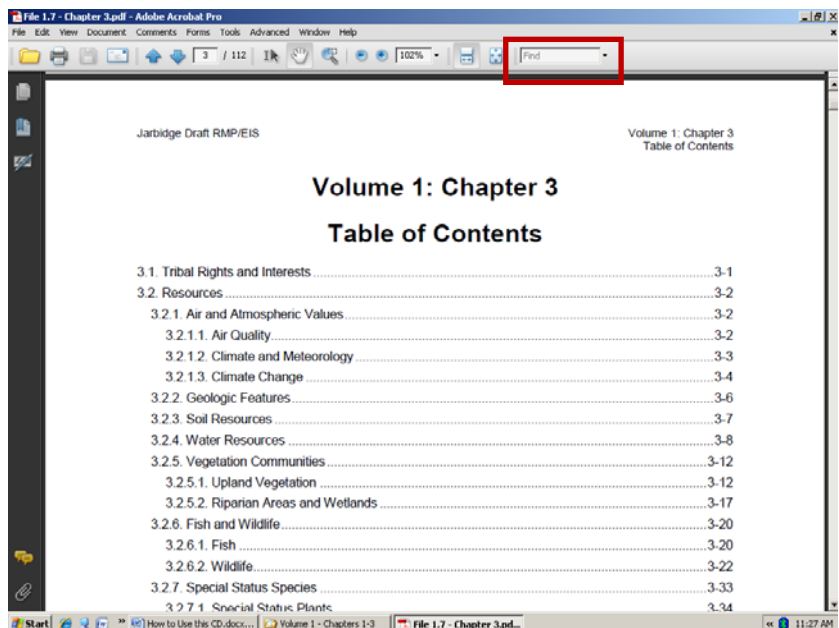 File 1.7 - Chapter 3.pdf - Adobe Acrobat Pro
File Edit View Document Comments Forms Tools Advanced Window Help
3 / 112 102% Find
Jarbidge Draft RMP/EIS Volume 1: Chapter 3
Table of Contents
Volume 1: Chapter 3
Table of Contents
3.1. Tribal Rights and Interests 3-1
3.2. Resources 3-2
3.2.1. Air and Atmospheric Values 3-2
3.2.1.1. Air Quality 3-2
3.2.1.2. Climate and Meteorology 3-3
3.2.1.3. Climate Change 3-4
3.2.2. Geologic Features 3-6
3.2.3. Soil Resources 3-7
3.2.4. Water Resources 3-8
3.2.5. Vegetation Communities 3-12
3.2.5.1. Upland Vegetation 3-12
3.2.5.2. Riparian Areas and Wetlands 3-17
3.2.6. Fish and Wildlife 3-20
3.2.6.1. Fish 3-20
3.2.6.2. Wildlife 3-22
3.2.7. Special Status Species 3-33
3.2.7.1. Special Status Plants 3-34
Start » How to Use this CD.docx... Volume 1 - Chapters 1-3 File 1.7 - Chapter 3.pd... « 11:27 AM